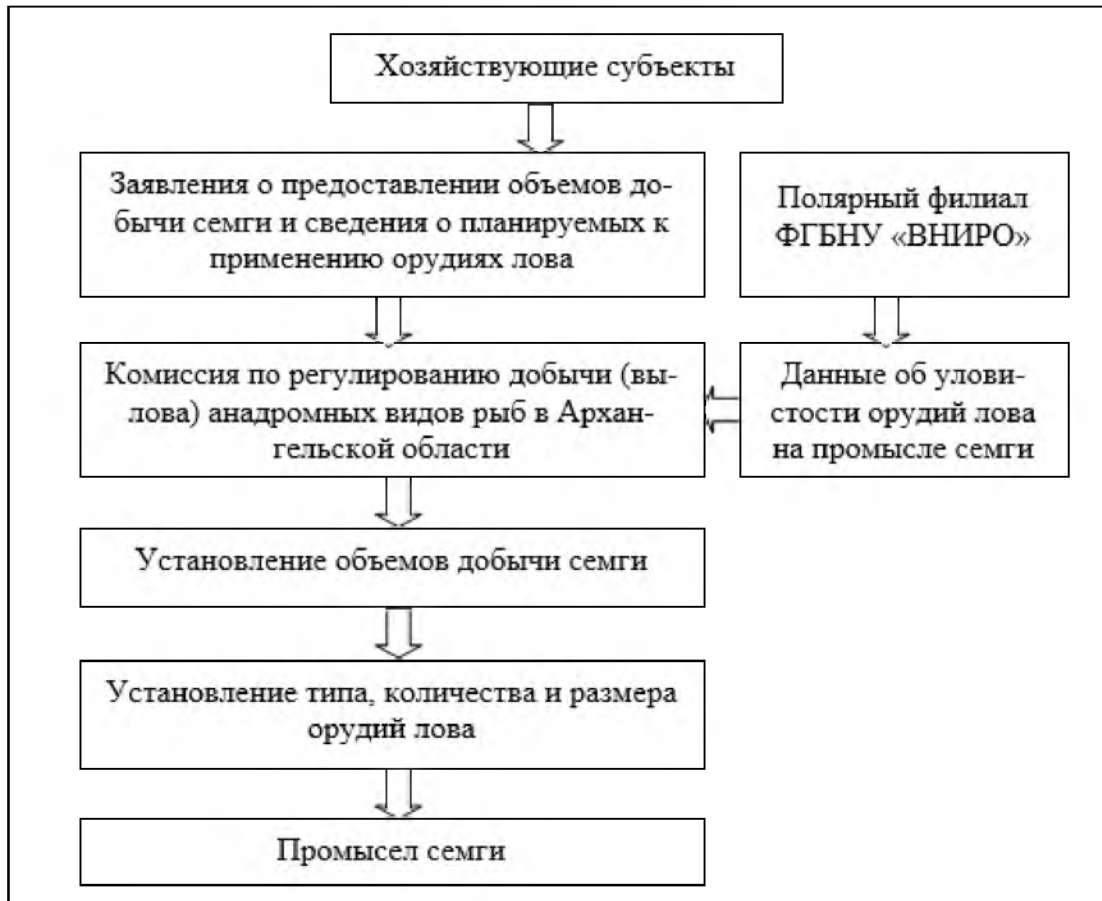 Хозяйствующие субъекты
Заявления о предоставлении объемов до-
бычи семги и сведения о планируемых к
применению орудиях лова
Полярный филиал
ФГБНУ «ВНИРО»
Комиссия по регулированию добычи (вы-
лова) анадромных видов рыб в Архан-
гельской области
Данные об улови-
стости орудий лова
на промысле семги
Установление объемов добычи семги
Установление типа, количества и размера
орудий лова
Промысел семги